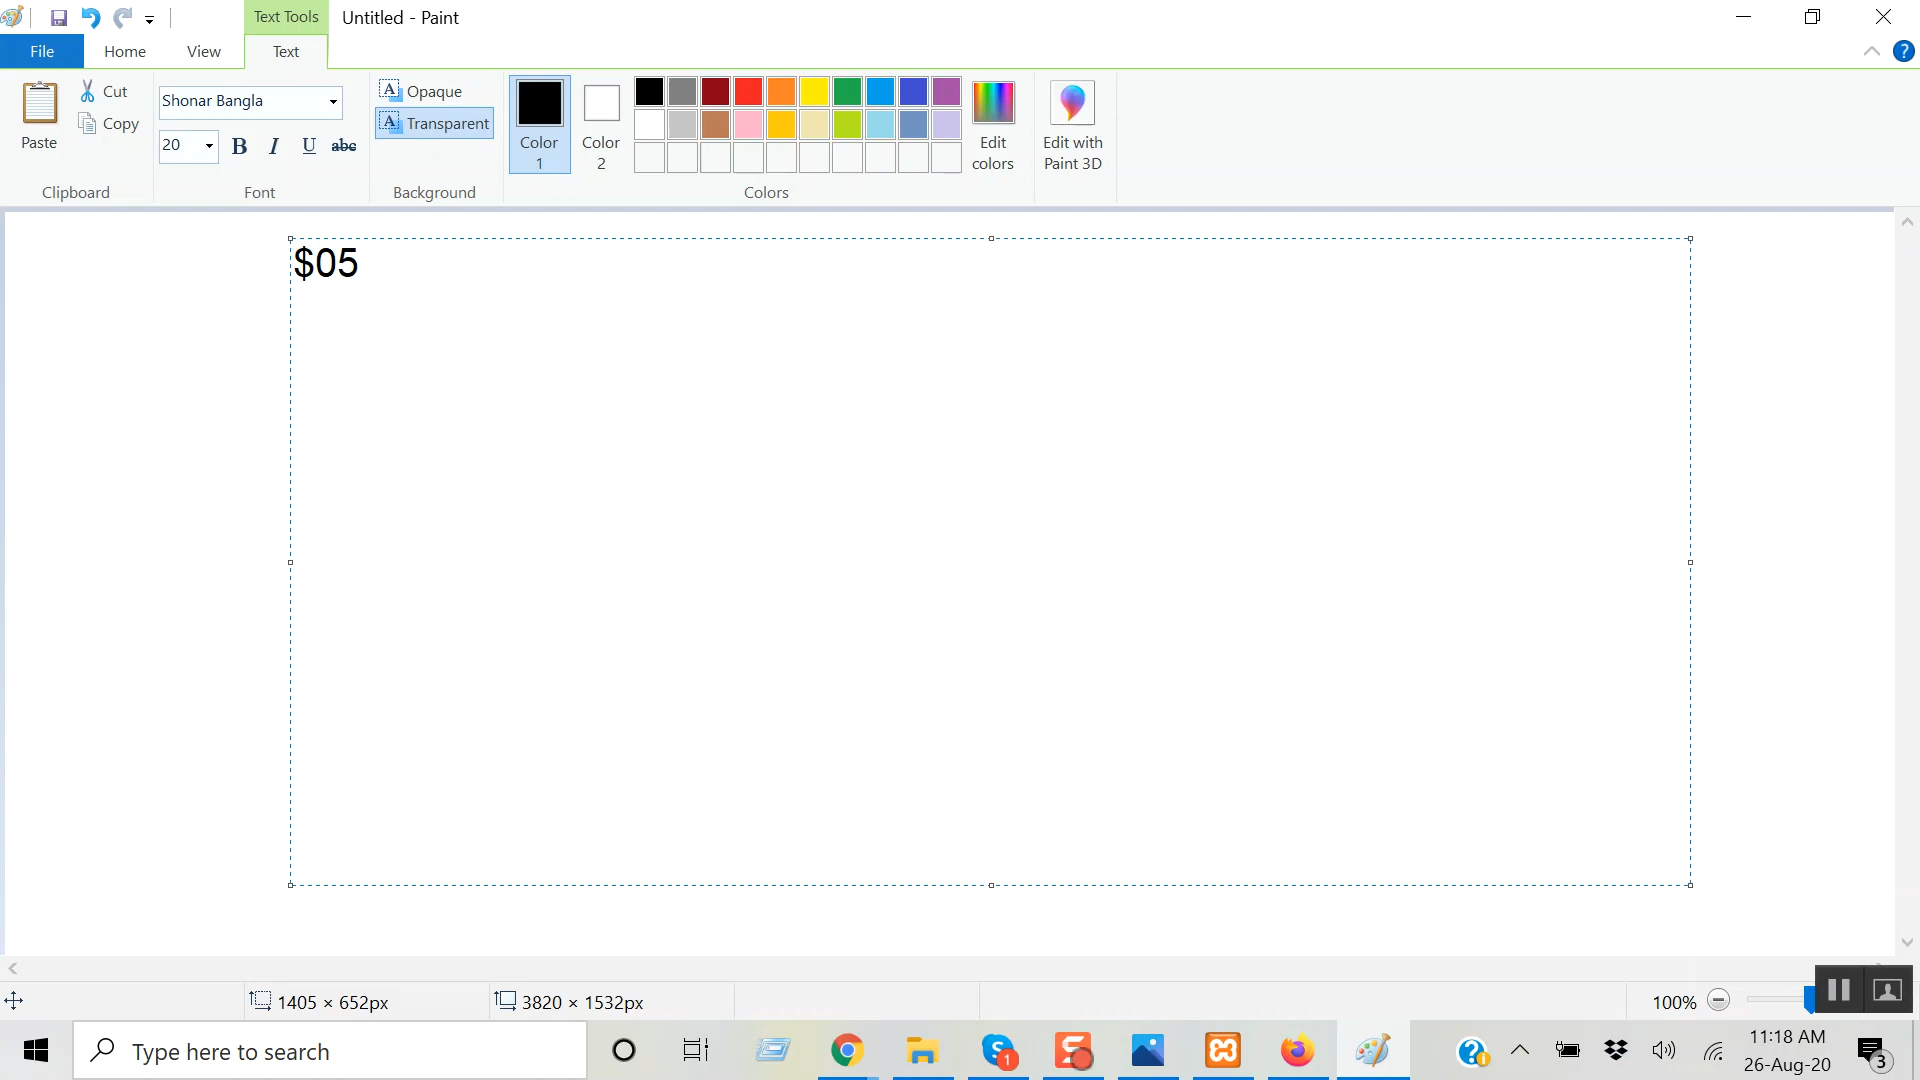 Text Tools
Untitled - Paint
File
Home
View
Text
Paste
Cut
Copy
Clipboard
Shonar Bangla
20
B
I
U
abc
Font
A
Opaque
A
Transparent
Background
Color
1
Color
2
Colors
Edit
colors
Edit with
Paint 3D
?
$05
1405 × 652px
3820 × 1532px
100%
Type here to search
S
1
S
?
11:18 AM
26-Aug-20
3